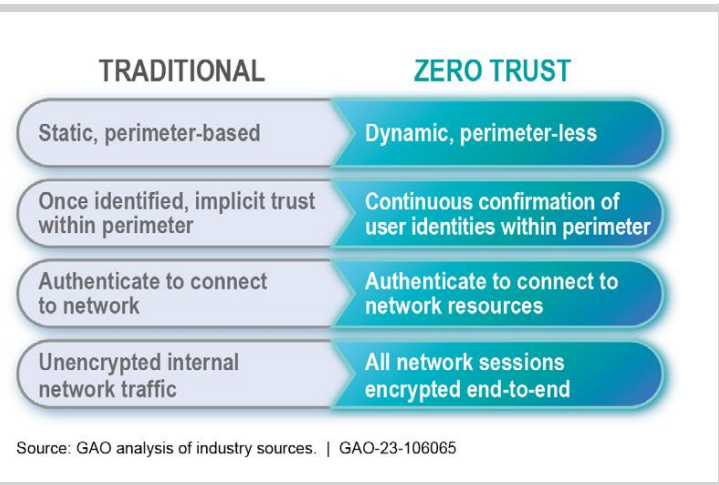 TRADITIONAL
ZERO TRUST
Static, perimeter-based
Dynamic, perimeter-less
Once identified, implicit trust
within perimeter
Continuous confirmation of
user identities within perimeter
Authenticate to connect
to network
Authenticate to connect to
network resources
Unencrypted internal
network traffic
All network sessions
encrypted end-to-end
Source: GAO analysis of industry sources. | GAO-23-106065